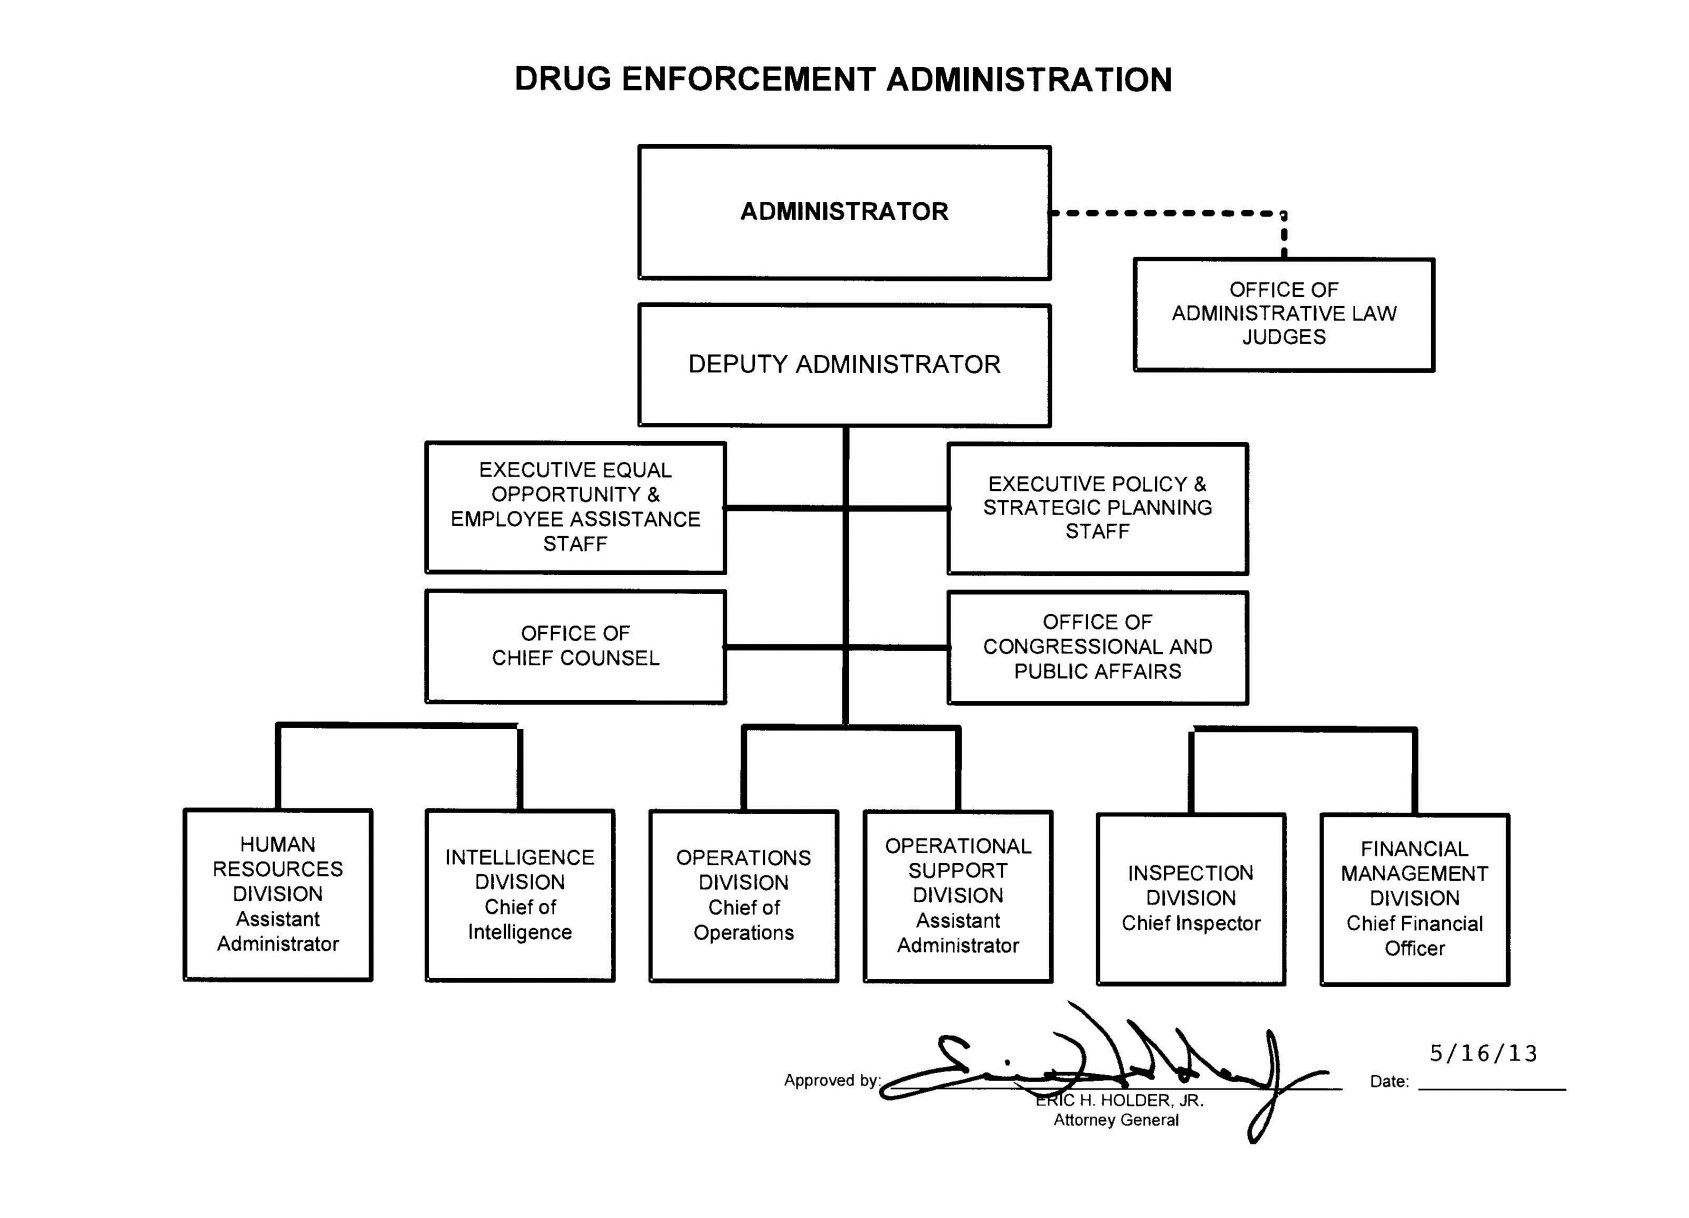 DRUG ENFORCEMENT ADMINISTRATION
ADMINISTRATOR
OFFICE OF
ADMINISTRATIVE LAW
JUDGES
DEPUTY ADMINISTRATOR
EXECUTIVE EQUAL
OPPORTUNITY &
EMPLOYEE ASSISTANCE
STAFF
EXECUTIVE POLICY &
STRATEGIC PLANNING
STAFF
OFFICE OF
CHIEF COUNSEL
OFFICE OF
CONGRESSIONAL AND
PUBLIC AFFAIRS
HUMAN
RESOURCES
DIVISION
Assistant
Administrator
INTELLIGENCE
DIVISION
Chief of
Intelligence
OPERATIONS
DIVISION
Chief of
Operations
OPERATIONAL
SUPPORT
DIVISION
Assistant
Administrator
INSPECTION
DIVISION
Chief Inspector
FINANCIAL
MANAGEMENT
DIVISION
Chief Financial
Officer
Approved by:
ERIC H. HOLDER, JR.
Attorney General
Date: 5/16/13